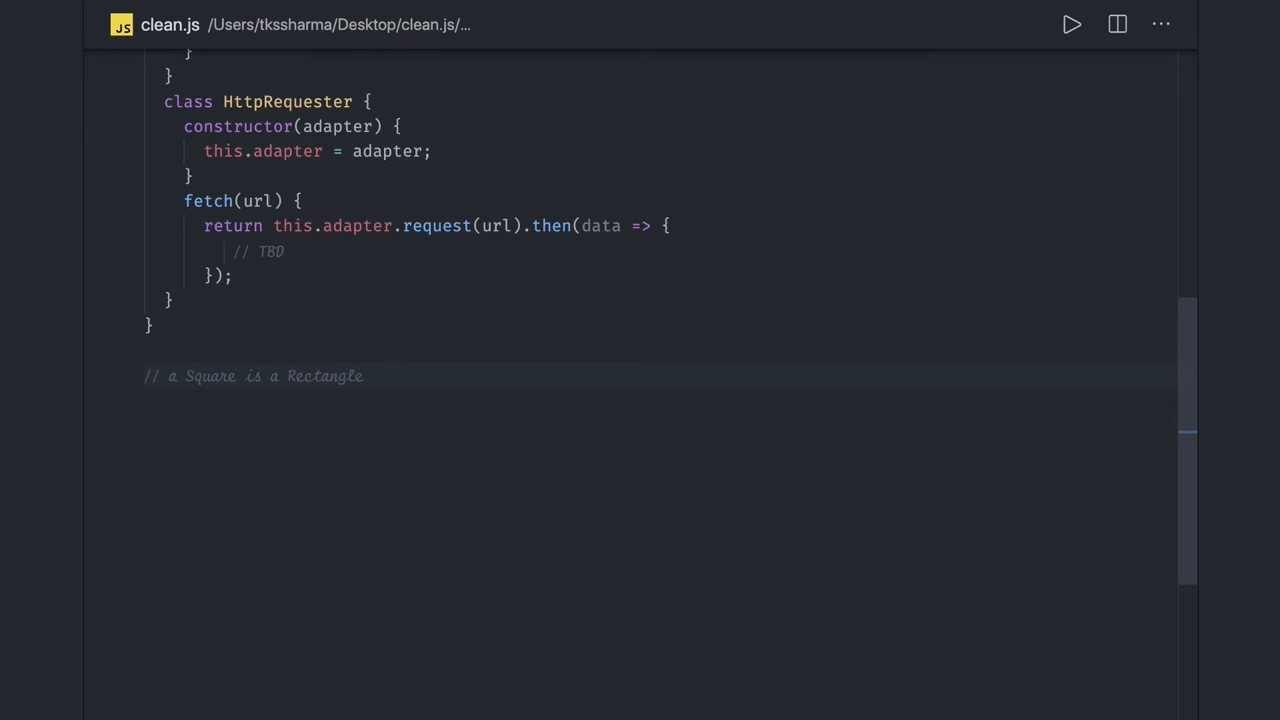 JS clean.js /Users/tkssharma/Desktop/clean.js/...
}
}
class HttpRequester {
constructor(adapter) {
this.adapter = adapter;
}
fetch(url) {
return this.adapter.request(url).then(data => {
// TBD
});
}
}
// a Square is a Rectangle